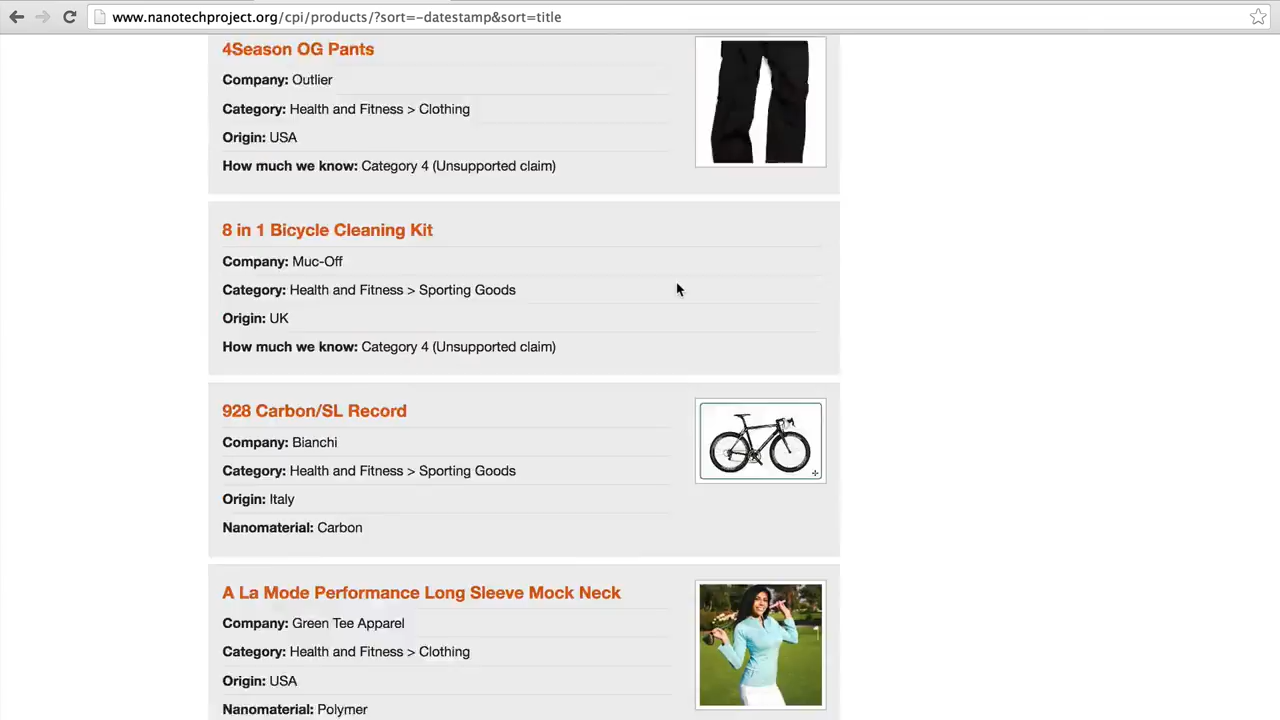 www.nanotechproject.org/cpi/products/?sort=-datestamp&sort=title
4Season OG Pants
Company: Outlier
Category: Health and Fitness > Clothing
Origin: USA
How much we know: Category 4 (Unsupported claim)
8 in 1 Bicycle Cleaning Kit
Company: Muc-Off
Category: Health and Fitness > Sporting Goods
Origin: UK
How much we know: Category 4 (Unsupported claim)
928 Carbon/SL Record
Company: Bianchi
Category: Health and Fitness > Sporting Goods
Origin: Italy
Nanomaterial: Carbon
A La Mode Performance Long Sleeve Mock Neck
Company: Green Tee Apparel
Category: Health and Fitness > Clothing
Origin: USA
Nanomaterial: Polymer